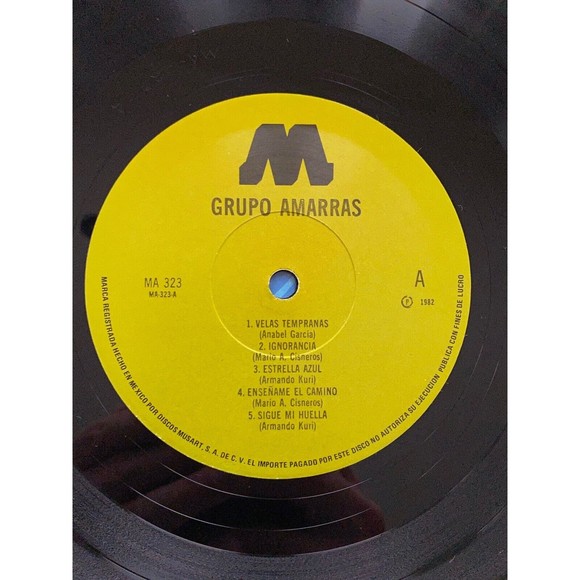 M
GRUPO AMARRAS
MA 323
MA-323-A
A
Ⓟ 1982
1. VELAS TEMPRANAS
(Anabel García)
2. IGNORANCIA
(Mario A. Cisneros)
3. ESTRELLA AZUL
(Armando Kuri)
4. ENSEÑAME EL CAMINO
(Mario A. Cisneros)
5. SIGUE MI HUELLA
(Armando Kuri)
MARCA REGISTRADA HECHO EN MEXICO POR DISCOS MUSART, S. A. DE C. V. EL IMPORTE PAGADO POR ESTE DISCO NO AUTORIZA SU EJECUCION PUBLICA CON FINES DE LUCRO